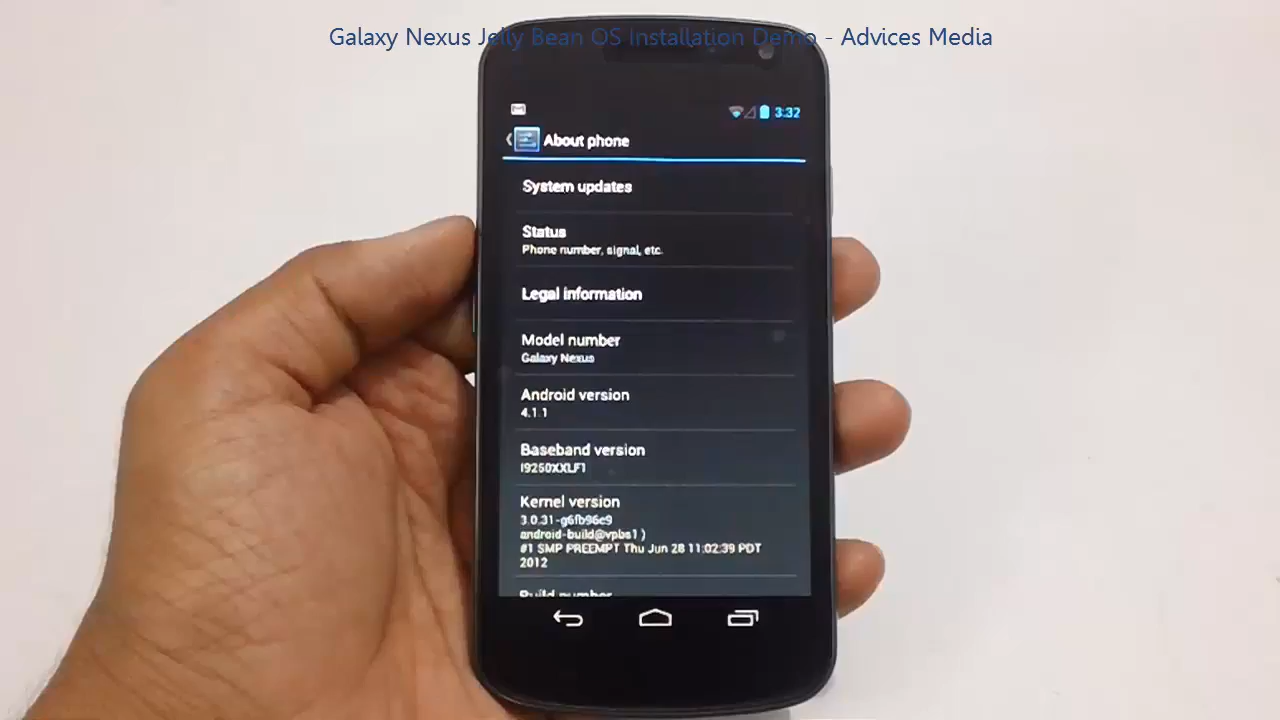 Galaxy Nexus Jelly Bean OS Installation Demo - Advices Media
3:32
About phone
System updates
Status
Phone number, signal, etc.
Legal information
Model number
Galaxy Nexus
Android version
4.1.1
Baseband version
I9250XXLF1
Kernel version
3.0.31-g6fb96c9
android-build@vpbs1 )
#1 SMP PREEMPT Thu Jun 28 11:02:39 PDT
2012
Build number